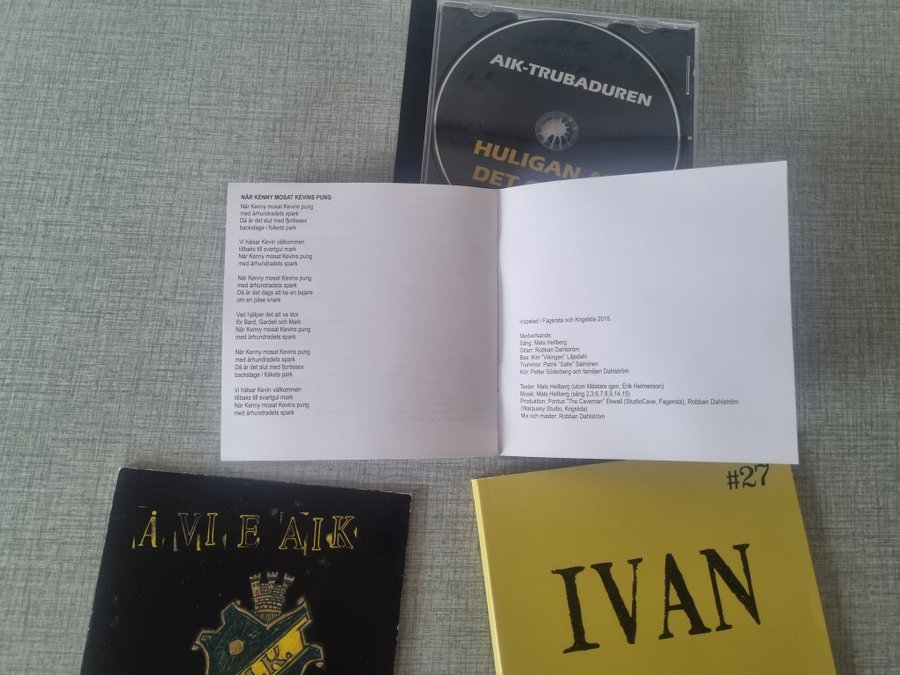 AIK-TRUBADUREN
HULIGAN
DET
NÄR KENNY MOSAT KEVINS PUNG
När Kenny mosat Kevins pung
med århundradets spark
Då är det slut med fjortissex
backstage i folkets park
Vi hälsar Kevin välkommen
tillbaks till svartgul mark
När Kenny mosat Kevins pung
med århundradets spark
När Kenny mosat Kevins pung
med århundradets spark
Då är det dags att be en bajare
om en påse knark
Vad hjälper det att va idol
för Bard, Gardell och Mark
När Kenny mosat Kevins pung
med århundradets spark
När Kenny mosat Kevins pung
med århundradets spark
Då är det slut med fjortissex
backstage i folkets park
Vi hälsar Kevin välkommen
tillbaks till svartgul mark
När Kenny mosat Kevins pung
med århundradets spark
Inspelad i Fagersta och Krigslida 2015.
Medverkande:
Sång: Mats Hellberg
Gitarr: Robban Dahlström
Bas: Kim "Vikingen" Liljedahl
Trummor: Patrik "Salle" Salminen
Kör: Petter Söderberg och familjen Dahlström
Texter: Mats Hellberg (utom Mästare igen, Erik Helmerson)
Musik: Mats Hellberg (sång 2,3,6,7,8,9,14,15)
Produktion: Pontus "The Caveman" Ekwall (StudioCave, Fagersta), Robban Dahlström
(Warpussy Studio, Krigslida)
Mix och master: Robban Dahlström
Å VI E AIK
#27
IVAN